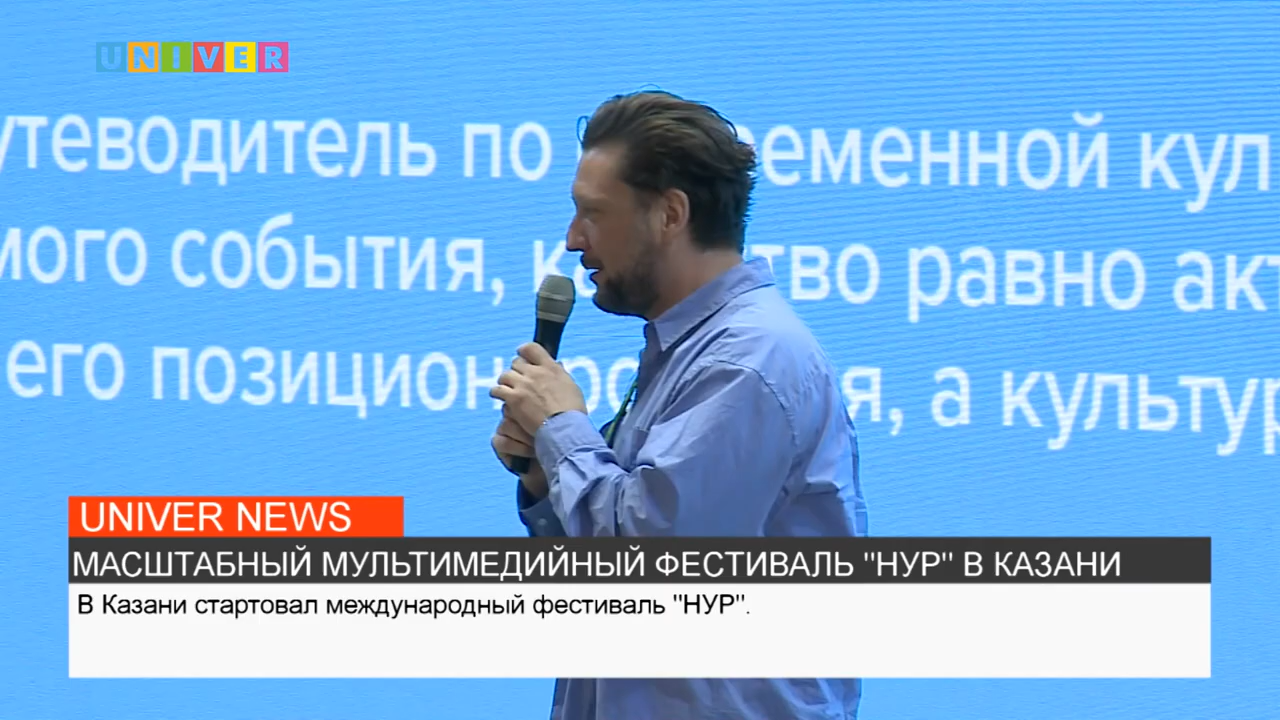 UNIVER
утеводитель по еменной кул
мого события, к ство равно ак
его позицион я, а культур
UNIVER NEWS
МАСШТАБНЫЙ МУЛЬТИМЕДИЙНЫЙ ФЕСТИВАЛЬ "НУР" В КАЗАНИ
В Казани стартовал международный фестиваль "НУР".